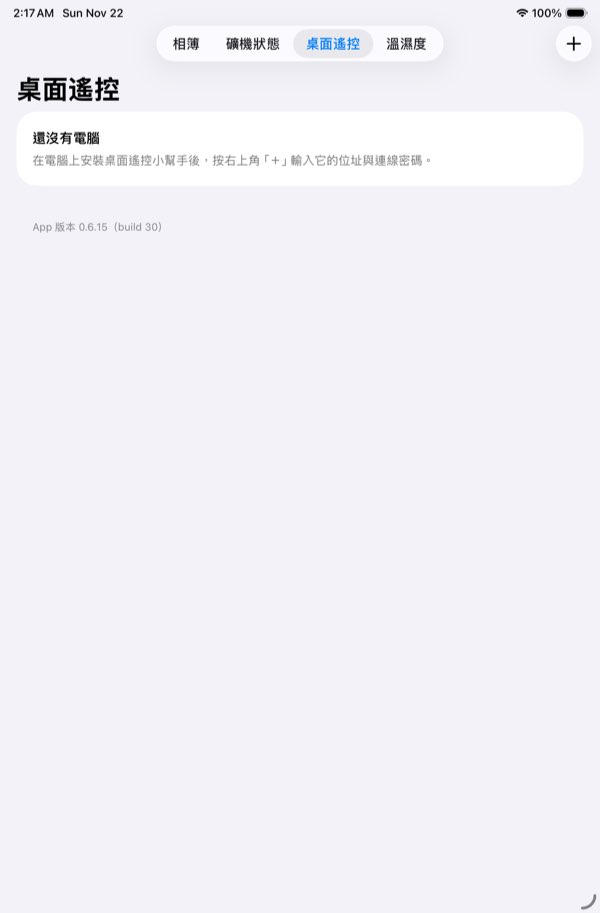 2:17 AM Sun Nov 22 100%
相簿 礦機狀態 桌面遙控 溫濕度
桌面遙控
還沒有電腦
在電腦上安裝桌面遙控小幫手後，按右上角「＋」輸入它的位址與連線密碼。
App 版本 0.6.15（build 30）